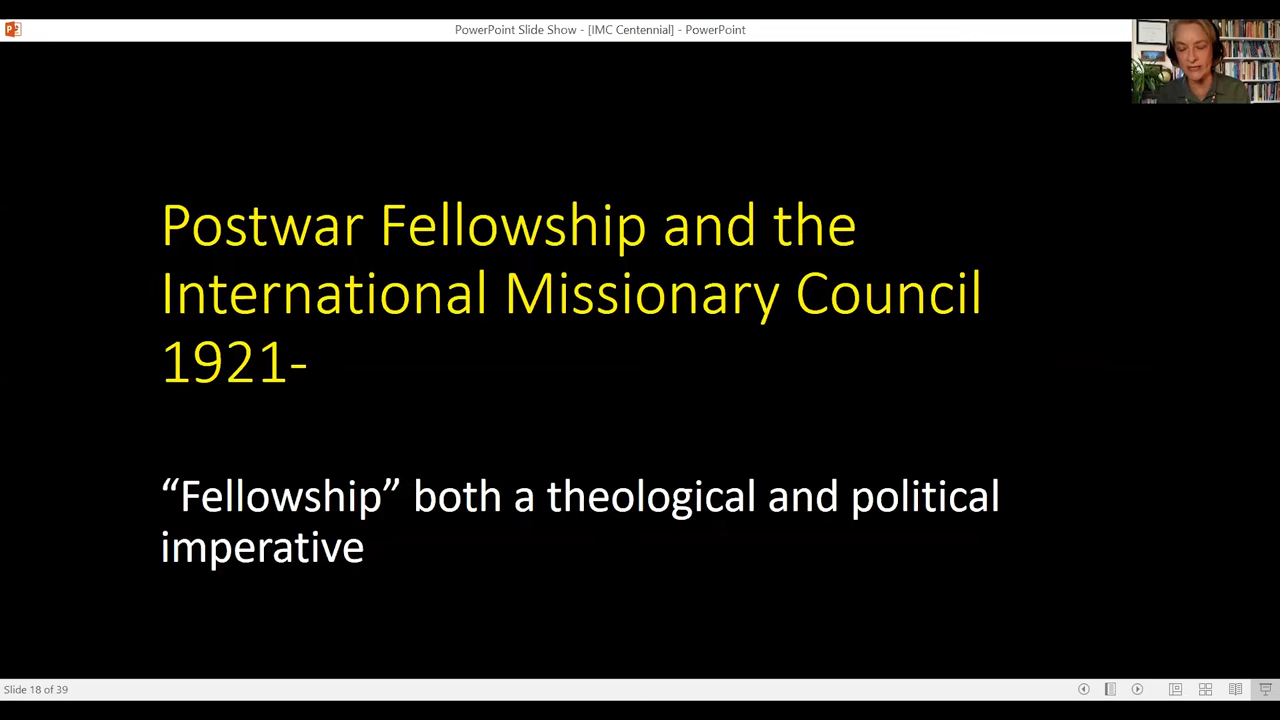 PowerPoint Slide Show - [IMC Centennial] - PowerPoint
Postwar Fellowship and the
International Missionary Council
1921-
“Fellowship” both a theological and political
imperative
Slide 18 of 39